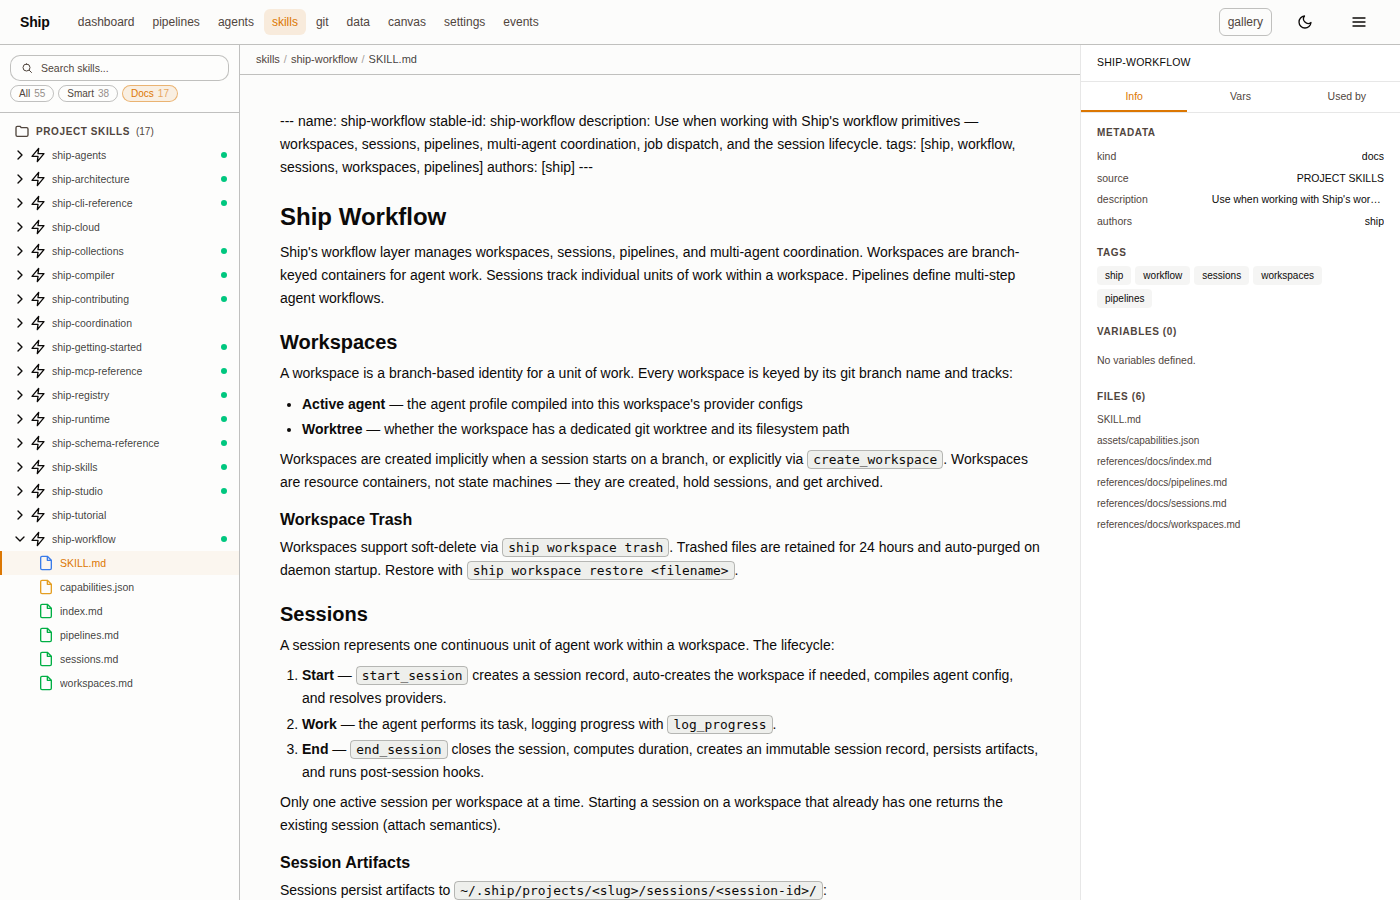 Ship dashboard pipelines agents skills git data canvas settings events gallery
Search skills...
All 55 Smart 38 Docs 17
PROJECT SKILLS (17)
ship-agents
ship-architecture
ship-cli-reference
ship-cloud
ship-collections
ship-compiler
ship-contributing
ship-coordination
ship-getting-started
ship-mcp-reference
ship-registry
ship-runtime
ship-schema-reference
ship-skills
ship-studio
ship-tutorial
ship-workflow
SKILL.md
capabilities.json
index.md
pipelines.md
sessions.md
workspaces.md
skills / ship-workflow / SKILL.md
--- name: ship-workflow stable-id: ship-workflow description: Use when working with Ship's workflow primitives —
workspaces, sessions, pipelines, multi-agent coordination, job dispatch, and the session lifecycle. tags: [ship, workflow,
sessions, workspaces, pipelines] authors: [ship] ---
Ship Workflow
Ship's workflow layer manages workspaces, sessions, pipelines, and multi-agent coordination. Workspaces are branch-
keyed containers for agent work. Sessions track individual units of work within a workspace. Pipelines define multi-step
agent workflows.
Workspaces
A workspace is a branch-based identity for a unit of work. Every workspace is keyed by its git branch name and tracks:
• Active agent — the agent profile compiled into this workspace's provider configs
• Worktree — whether the workspace has a dedicated git worktree and its filesystem path
Workspaces are created implicitly when a session starts on a branch, or explicitly via create_workspace. Workspaces
are resource containers, not state machines — they are created, hold sessions, and get archived.
Workspace Trash
Workspaces support soft-delete via ship workspace trash. Trashed files are retained for 24 hours and auto-purged on
daemon startup. Restore with ship workspace restore <filename>.
Sessions
A session represents one continuous unit of agent work within a workspace. The lifecycle:
1. Start — start_session creates a session record, auto-creates the workspace if needed, compiles agent config,
and resolves providers.
2. Work — the agent performs its task, logging progress with log_progress.
3. End — end_session closes the session, computes duration, creates an immutable session record, persists artifacts,
and runs post-session hooks.
Only one active session per workspace at a time. Starting a session on a workspace that already has one returns the
existing session (attach semantics).
Session Artifacts
Sessions persist artifacts to ~/.ship/projects/<slug>/sessions/<session-id>/:
SHIP-WORKFLOW
Info Vars Used by
METADATA
kind docs
source PROJECT SKILLS
description Use when working with Ship's wor...
authors ship
TAGS
ship workflow sessions workspaces
pipelines
VARIABLES (0)
No variables defined.
FILES (6)
SKILL.md
assets/capabilities.json
references/docs/index.md
references/docs/pipelines.md
references/docs/sessions.md
references/docs/workspaces.md